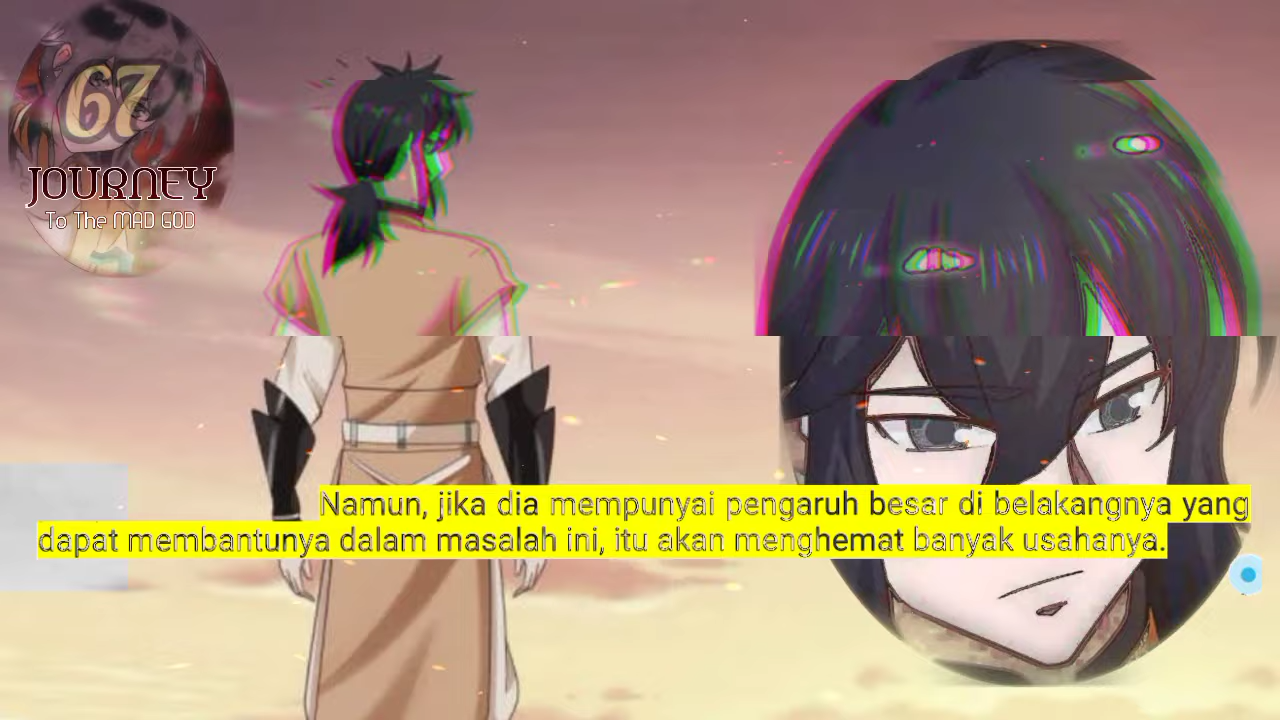 67
JOURNEY
To The MAD GOD
Namun, jika dia mempunyai pengaruh besar di belakangnya yang
dapat membantunya dalam masalah ini, itu akan menghemat banyak usahanya.